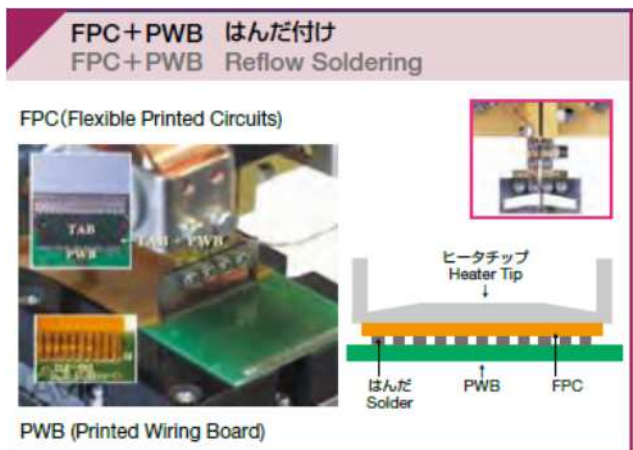 FPC＋PWB はんだ付け
FPC＋PWB Reflow Soldering
FPC(Flexible Printed Circuits)
TAB
TAB + PWB
PWB
ヒータチップ
Heater Tip
はんだ
Solder
PWB
FPC
PWB (Printed Wiring Board)